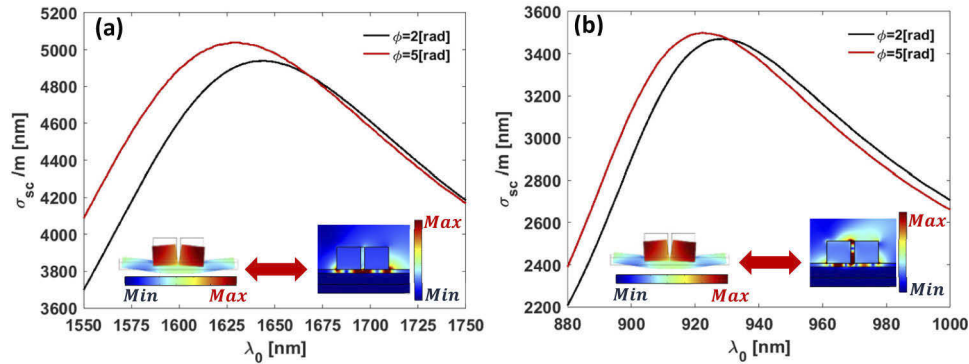 (a)
ϕ=2[rad]
ϕ=5[rad]
5200
5000
4800
4600
4400
4200
4000
3800
3600
σsc /m [nm]
Min
Max
Max
Min
1550 1575 1600 1625 1650 1675 1700 1725 1750
λ0 [nm]
(b)
ϕ=2[rad]
ϕ=5[rad]
3600
3400
3200
3000
2800
2600
2400
2200
σsc /m [nm]
Min
Max
Max
Min
880 900 920 940 960 980 1000
λ0 [nm]